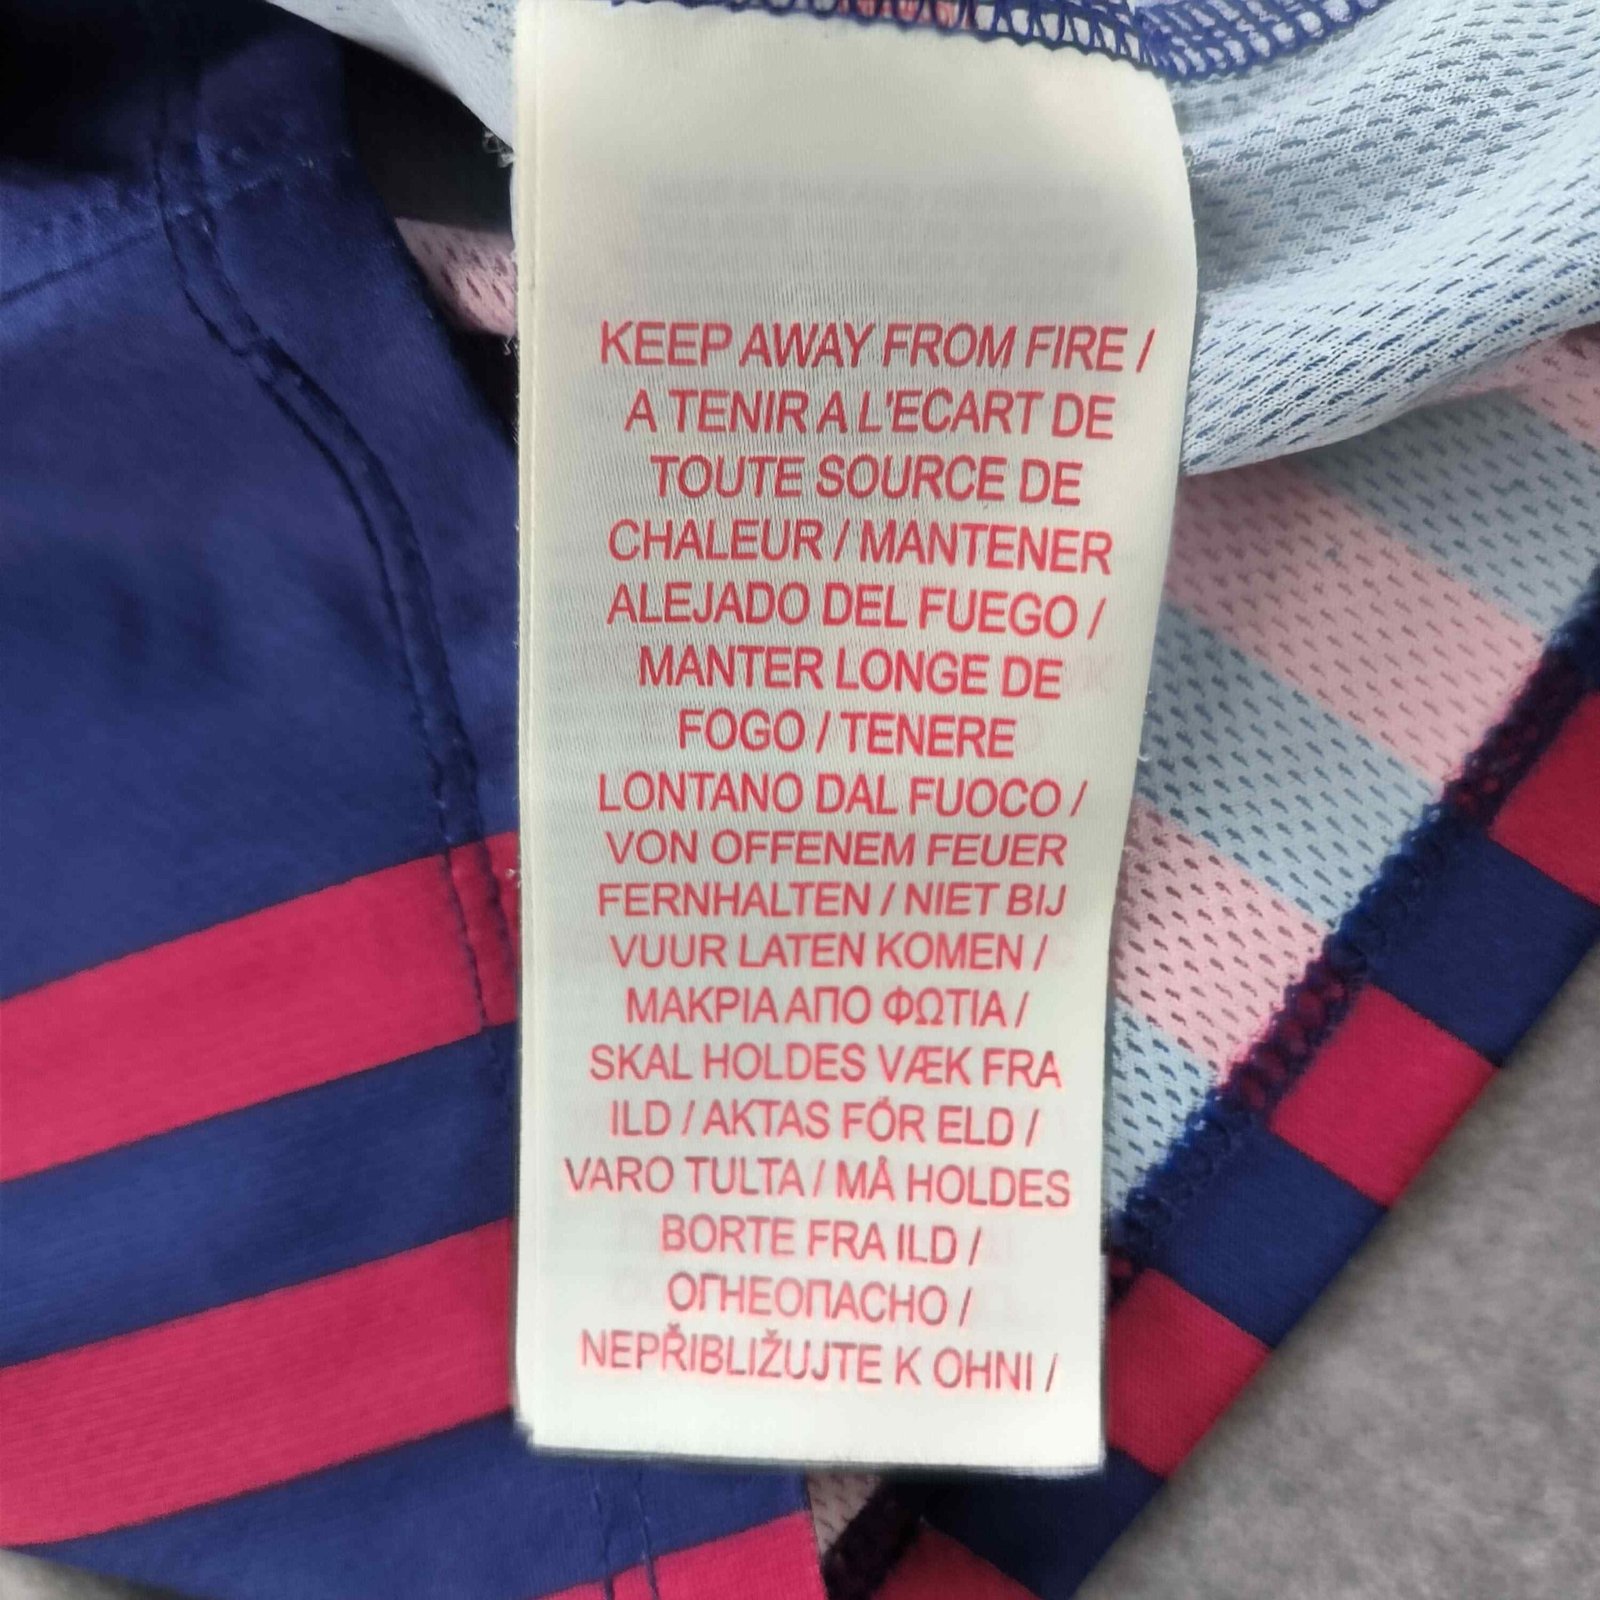 KEEP AWAY FROM FIRE /
A TENIR A L'ECART DE
TOUTE SOURCE DE
CHALEUR / MANTENER
ALEJADO DEL FUEGO /
MANTER LONGE DE
FOGO / TENERE
LONTANO DAL FUOCO /
VON OFFENEM FEUER
FERNHALTEN / NIET BIJ
VUUR LATEN KOMEN /
ΜΑΚΡΙΑ ΑΠΟ ΦΩΤΙΑ /
SKAL HOLDES VÆK FRA
ILD / AKTAS FÖR ELD /
VARO TULTA / MÅ HOLDES
BORTE FRA ILD /
ОГНЕОПАСНО /
NEPŘIBLIŽUJTE K OHNI /